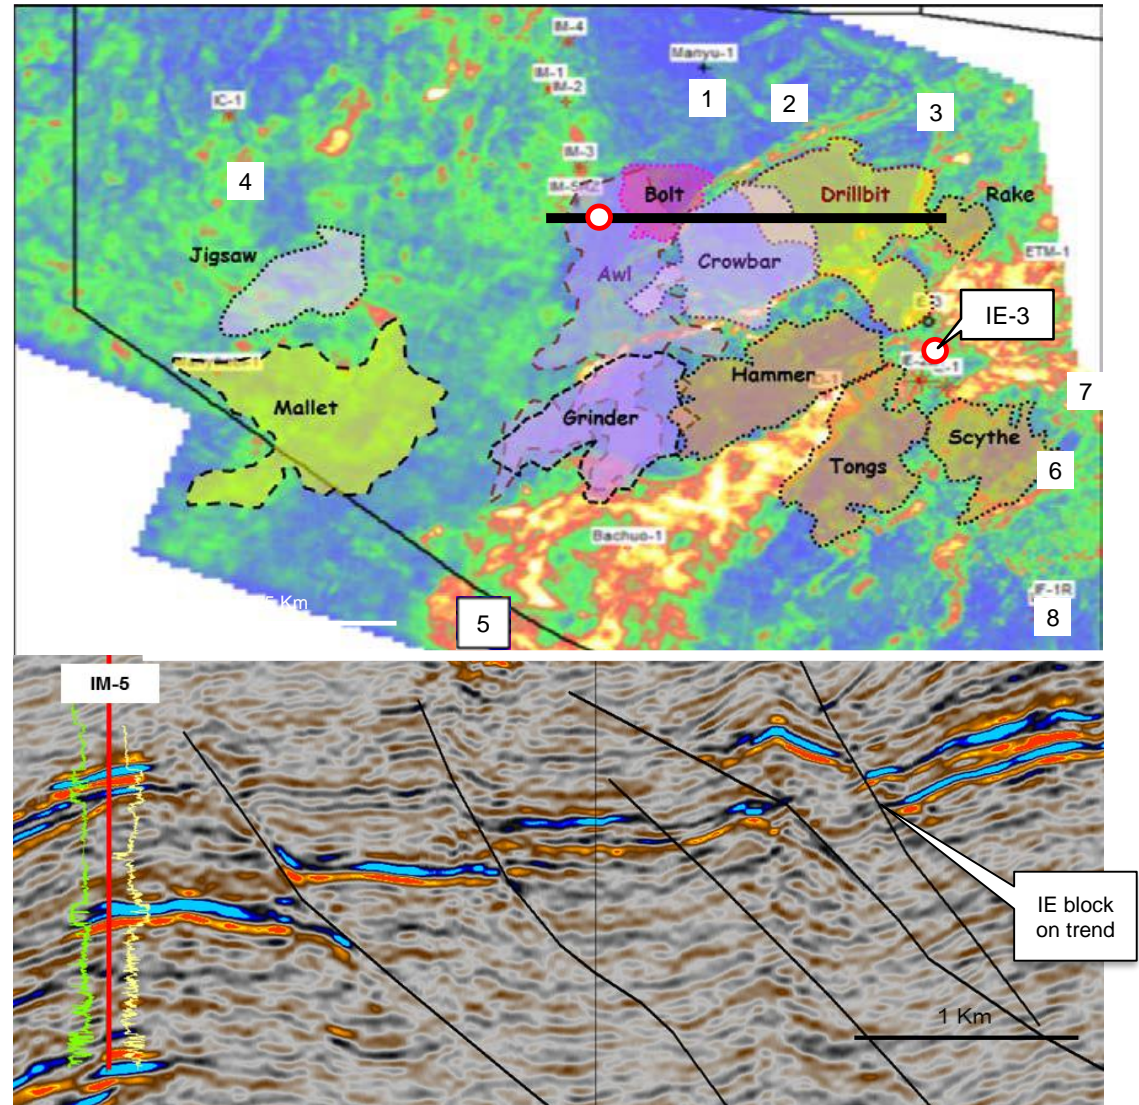 IM-4
Manyu-1
IM-1
IM-2
IC-1
1
2
3
IM-3
4
Bolt
Drillbit
Rake
Jigsaw
ETM-1
Awl
Crowbar
IE-3
Hammer
7
Mallet
Grinder
Scythe
Tongs
6
Bachuo-1
Km
5
8
IM-5
IE block
on trend
1 Km